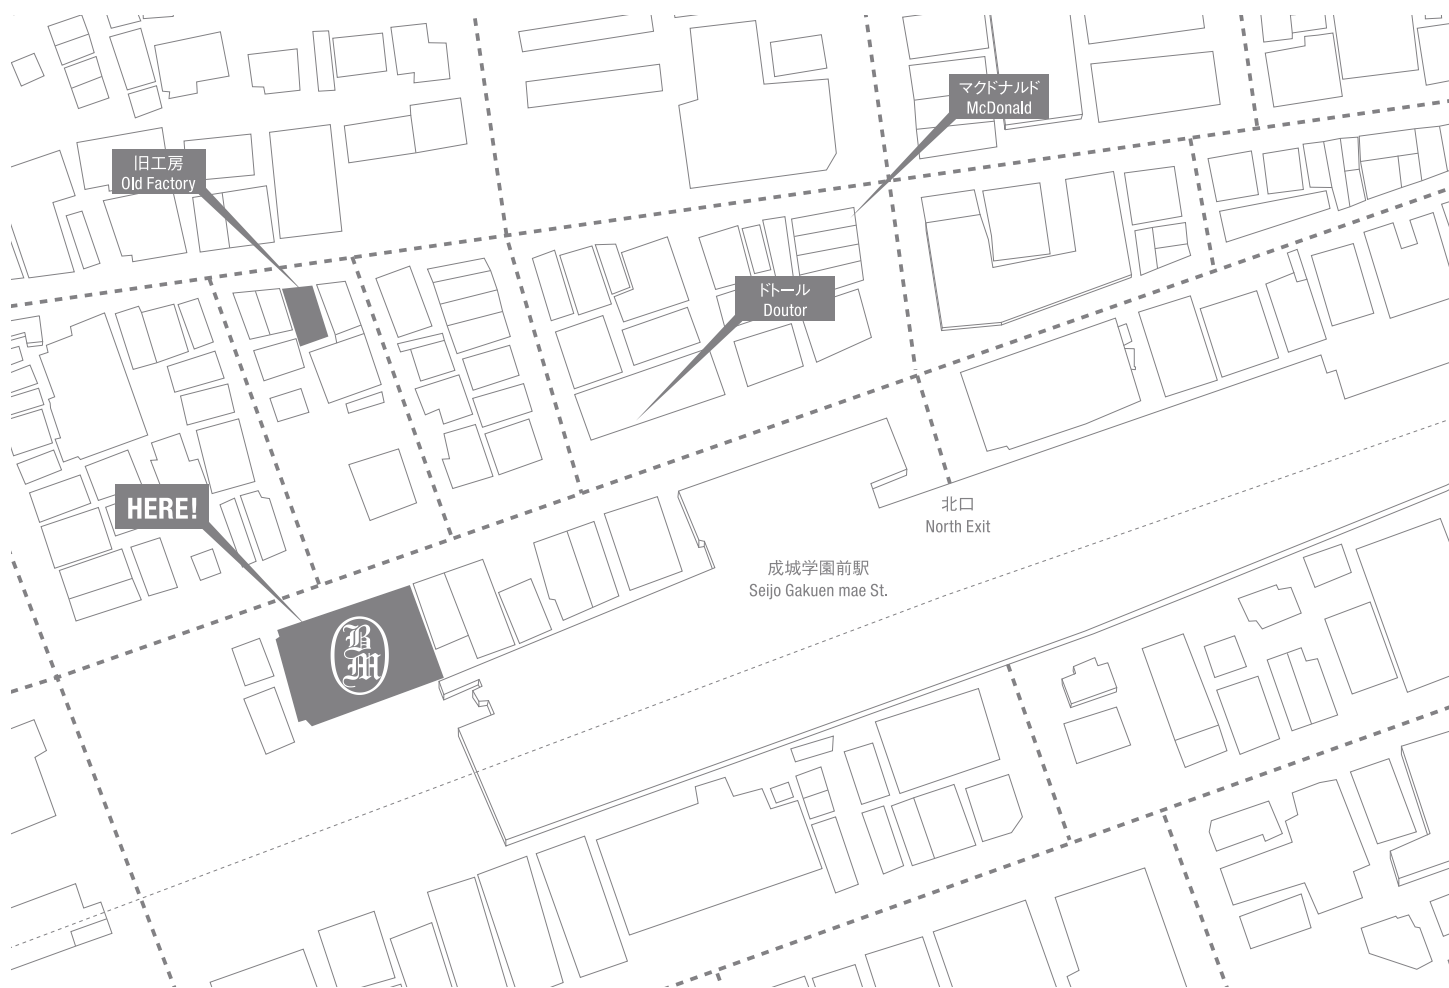 マクドナルド
McDonald
旧工房
Old Factory
ドトール
Doutor
HERE!
北口
North Exit
成城学園前駅
Seijo Gakuen mae St.
BM